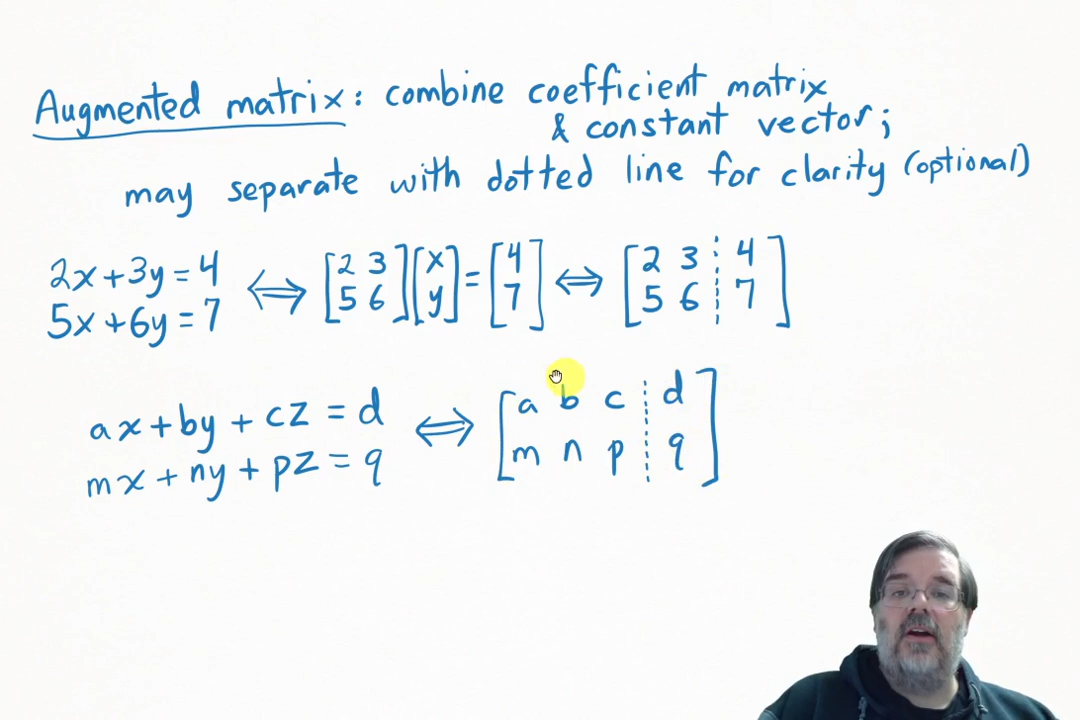 Augmented matrix: combine coefficient matrix
& constant vector;
may separate with dotted line for clarity (optional)
2x+3y=4 ⟺ [2 3][x] = [4] ⟺ [2 3 ⋮ 4]
5x+6y=7 [5 6][y] [7] [5 6 ⋮ 7]
ax+by+cz=d ⟺ [a b c ⋮ d]
mx+ny+pz=q [m n p ⋮ q]